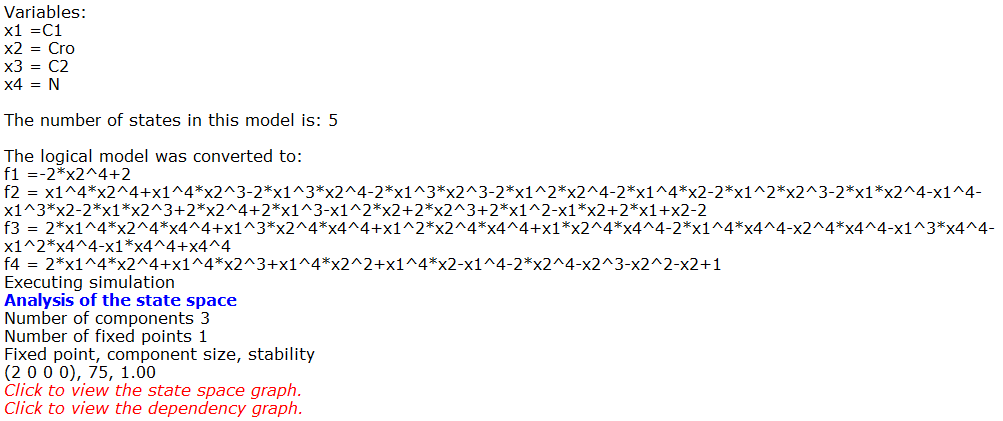 Variables:
x1 =C1
x2 = Cro
x3 = C2
x4 = N
The number of states in this model is: 5
The logical model was converted to:
f1 =-2*x2^4+2
f2 = x1^4*x2^4+x1^4*x2^3-2*x1^3*x2^4-2*x1^3*x2^3-2*x1^2*x2^4-2*x1^4*x2-2*x1^2*x2^3-2*x1*x2^4-x1^4-
x1^3*x2-2*x1*x2^3+2*x2^4+2*x1^3-x1^2*x2+2*x2^3+2*x1^2-x1*x2+2*x1+x2-2
f3 = 2*x1^4*x2^4*x4^4+x1^3*x2^4*x4^4+x1^2*x2^4*x4^4+x1*x2^4*x4^4-2*x1^4*x4^4-x2^4*x4^4-x1^3*x4^4-
x1^2*x4^4-x1*x4^4+x4^4
f4 = 2*x1^4*x2^4+x1^4*x2^3+x1^4*x2^2+x1^4*x2-x1^4-2*x2^4-x2^3-x2^2-x2+1
Executing simulation
Analysis of the state space
Number of components 3
Number of fixed points 1
Fixed point, component size, stability
(2 0 0 0), 75, 1.00
Click to view the state space graph.
Click to view the dependency graph.